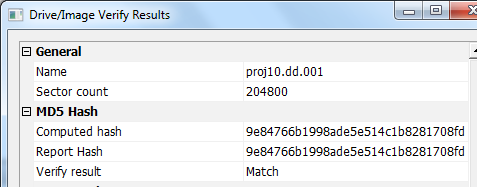 Drive/Image Verify Results
General
Name proj10.dd.001
Sector count 204800
MD5 Hash
Computed hash 9e84766b1998ade5e514c1b8281708fd
Report Hash 9e84766b1998ade5e514c1b8281708fd
Verify result Match